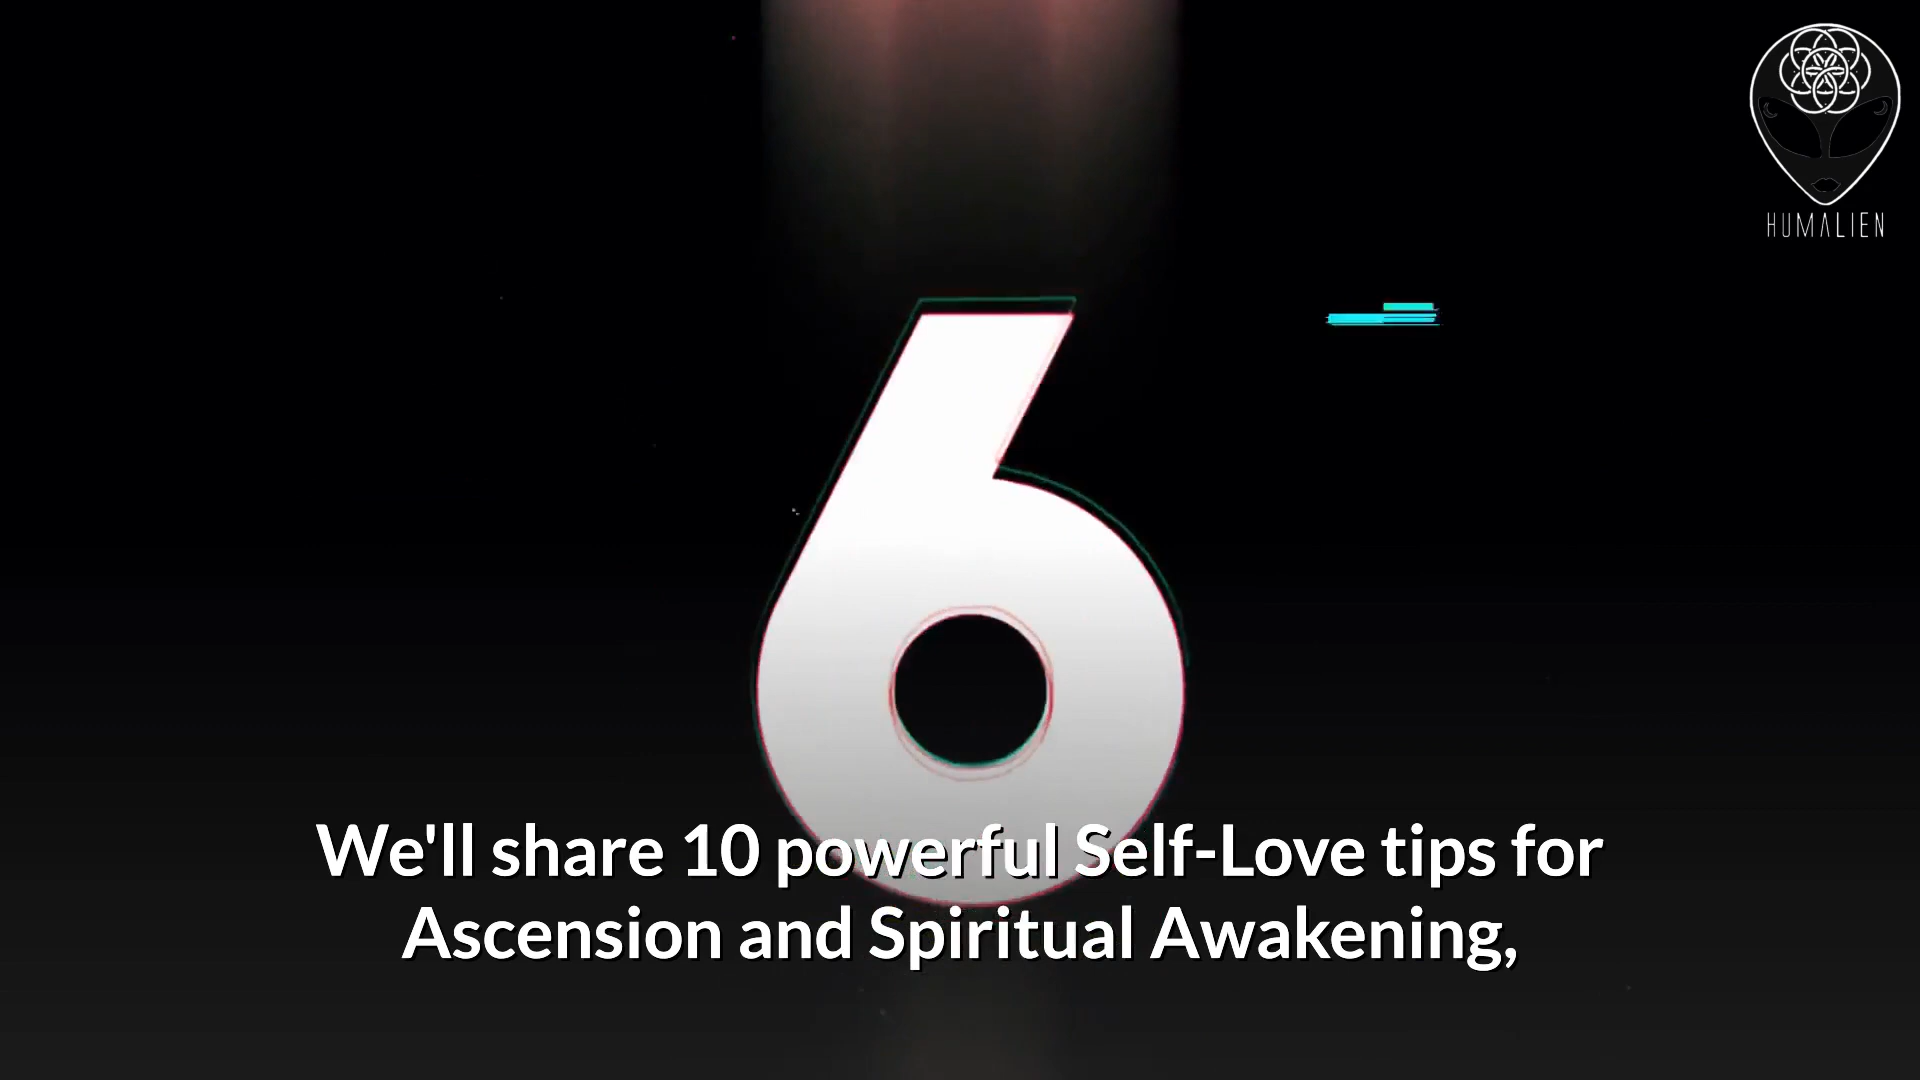 HUMALIEN
6
We'll share 10 powerful Self-Love tips for
Ascension and Spiritual Awakening,